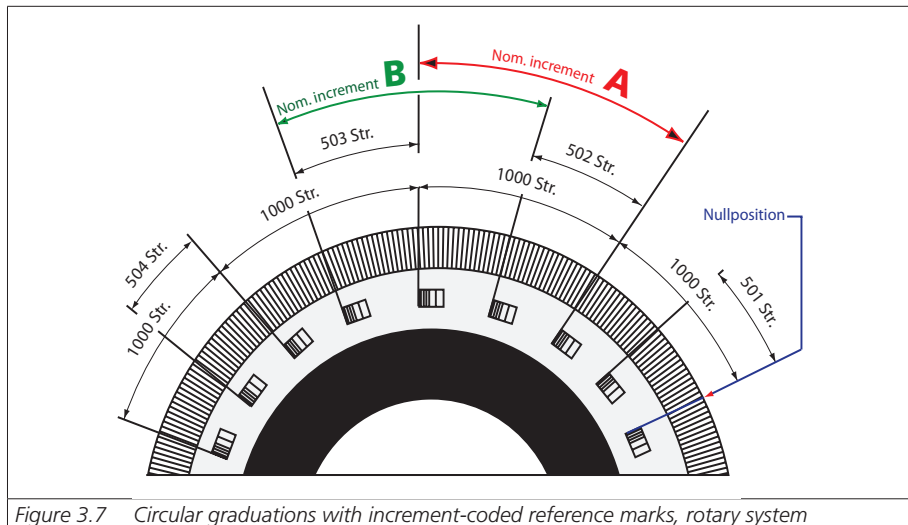 Nom. increment B
Nom. increment A
503 Str.
502 Str.
1000 Str.
1000 Str.
Nullposition
504 Str.
1000 Str.
501 Str.
1000 Str.
Figure 3.7 Circular graduations with increment-coded reference marks, rotary system